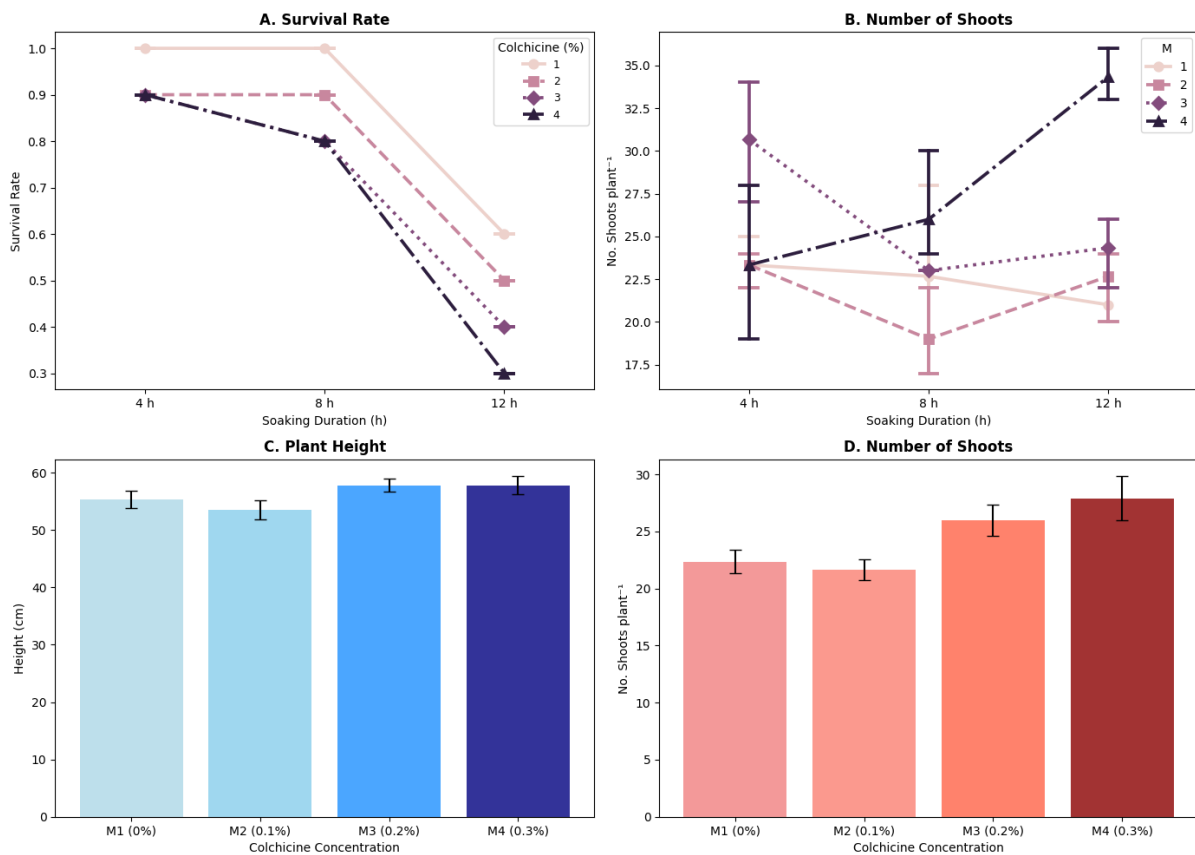 A. Survival Rate
Survival Rate
1.0
0.9
0.8
0.7
0.6
0.5
0.4
0.3
Colchicine (%)
1
2
3
4
4 h
8 h
12 h
Soaking Duration (h)
B. Number of Shoots
No. Shoots plant⁻¹
35.0
32.5
30.0
27.5
25.0
22.5
20.0
17.5
M
1
2
3
4
4 h
8 h
12 h
Soaking Duration (h)
C. Plant Height
Height (cm)
60
50
40
30
20
10
0
M1 (0%)
M2 (0.1%)
M3 (0.2%)
M4 (0.3%)
Colchicine Concentration
D. Number of Shoots
No. Shoots plant⁻¹
30
25
20
15
10
5
0
M1 (0%)
M2 (0.1%)
M3 (0.2%)
M4 (0.3%)
Colchicine Concentration